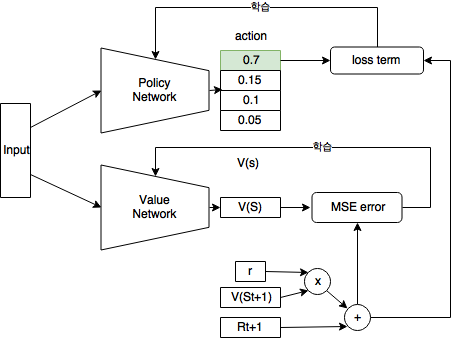 학습
action
0.7
0.15
0.1
0.05
loss term
Policy
Network
Input
학습
V(s)
Value
Network
V(S)
MSE error
r
x
V(St+1)
+
Rt+1